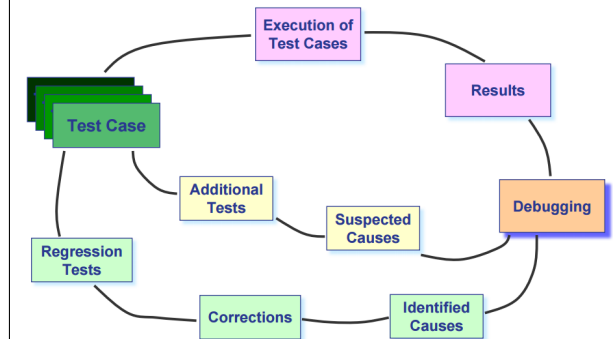 Execution of
Test Cases
Results
Test Case
Additional
Tests
Suspected
Causes
Debugging
Regression
Tests
Corrections
Identified
Causes